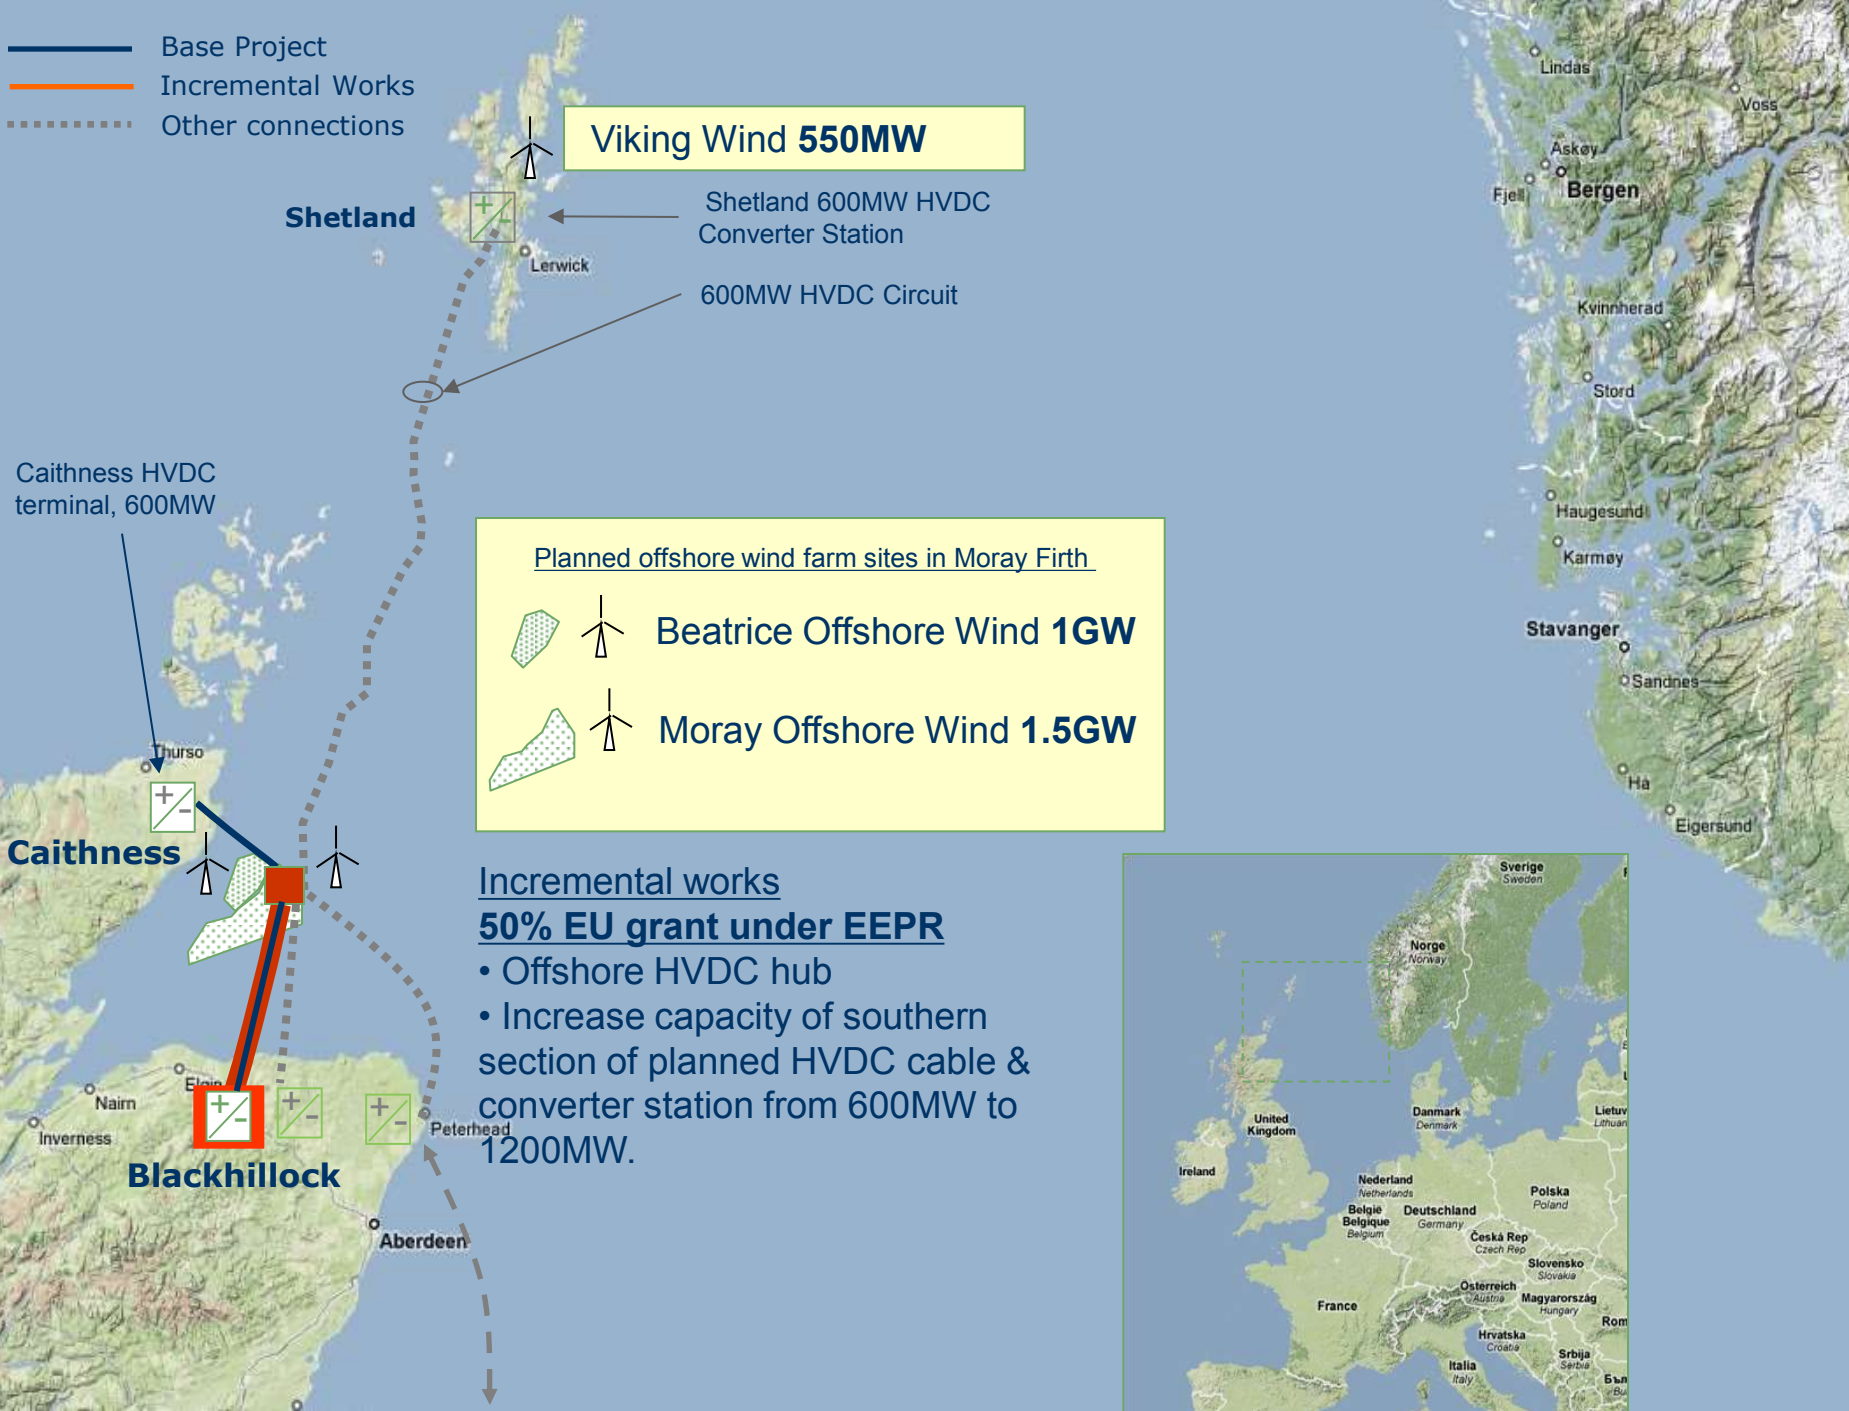 Base Project
Incremental Works
Other connections
Viking Wind 550MW
Shetland
Shetland 600MW HVDC
Converter Station
Lerwick
600MW HVDC Circuit
Caithness HVDC
terminal, 600MW
Planned offshore wind farm sites in Moray Firth
Beatrice Offshore Wind 1GW
Moray Offshore Wind 1.5GW
Thurso
Caithness
Incremental works
50% EU grant under EEPR
• Offshore HVDC hub
• Increase capacity of southern
section of planned HVDC cable &
converter station from 600MW to
1200MW.
Elgin
Nairn
Inverness
Blackhillock
Peterhead
Aberdeen
Lindas
Voss
Askøy
Fjell
Bergen
Kvinnherad
Stord
Haugesund
Karmøy
Stavanger
Sandnes
Ha
Eigersund
Sverige
Sweden
Norge
Norway
Danmark
Denmark
Lietuv
Lithuan
United
Kingdom
Ireland
Nederland
Netherlands
België
Belgique
Belgium
Deutschland
Germany
Polska
Poland
Česká Rep
Czech Rep
Slovensko
Slovakia
Österreich
Austria
Magyarország
Hungary
France
Rom
Hrvatska
Croatia
Srbija
Serbia
Italia
Italy
Бъл
Bu